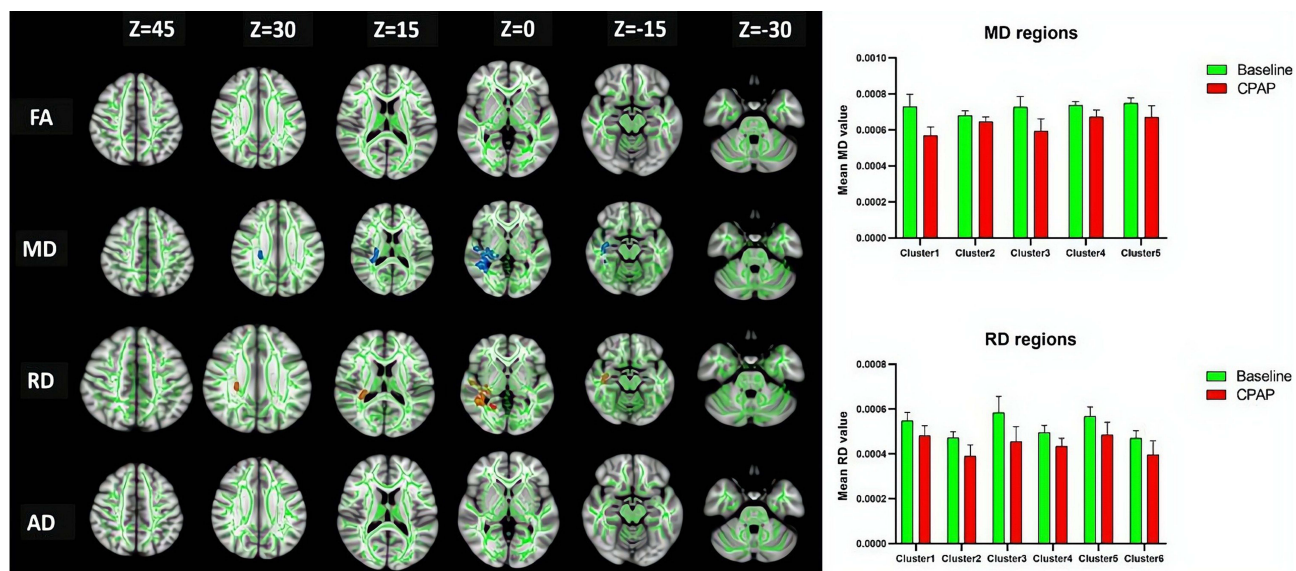 Z=45 Z=30 Z=15 Z=0 Z=-15 Z=-30
FA
MD
RD
AD
MD regions
Baseline
CPAP
Mean MD value
0.0010
0.0008
0.0006
0.0004
0.0002
0.0000
Cluster1 Cluster2 Cluster3 Cluster4 Cluster5
RD regions
Baseline
CPAP
Mean RD value
0.0008
0.0006
0.0004
0.0002
0.0000
Cluster1 Cluster2 Cluster3 Cluster4 Cluster5 Cluster6